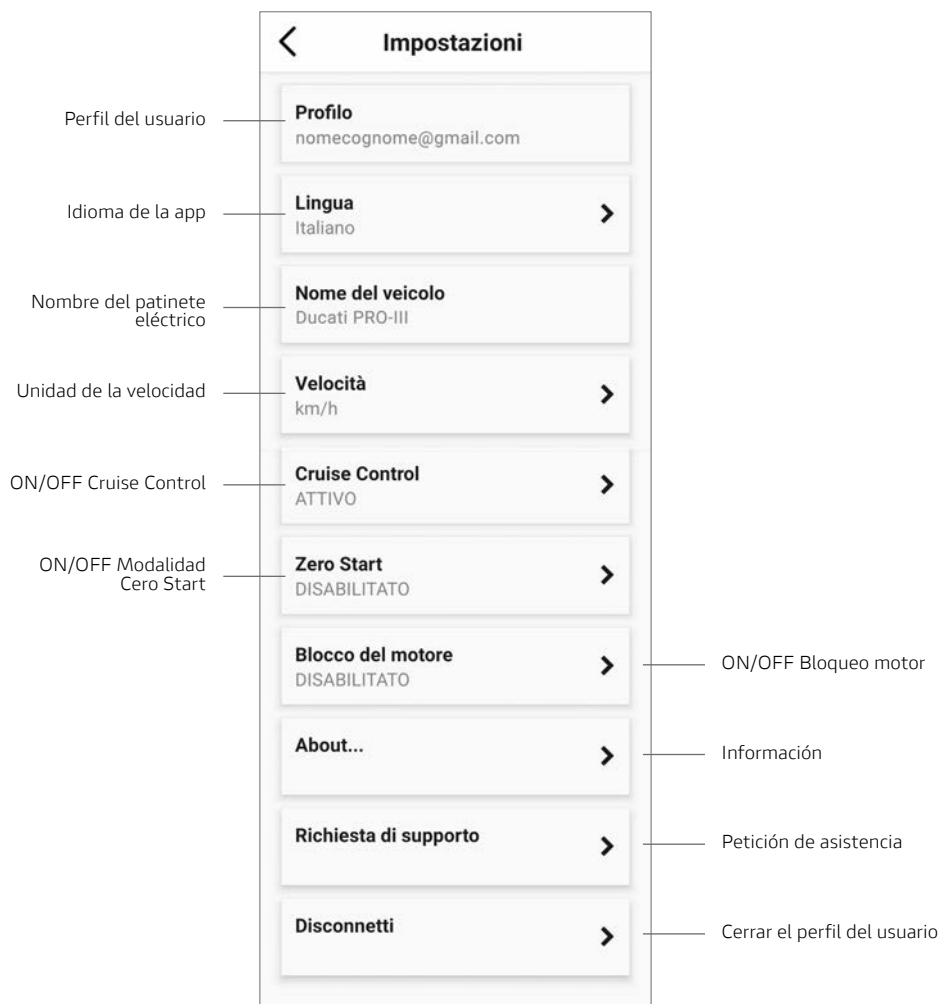 Impostazioni
Perfil del usuario
Profilo
nomecognome@gmail.com
Idioma de la app
Lingua
Italiano
Nombre del patinete
eléctrico
Nome del veicolo
Ducati PRO-III
Unidad de la velocidad
Velocità
km/h
ON/OFF Cruise Control
Cruise Control
ATTIVO
ON/OFF Modalidad
Cero Start
Zero Start
DISABILITATO
Blocco del motore
DISABILITATO
ON/OFF Bloqueo motor
About...
Información
Richiesta di supporto
Petición de asistencia
Disconnetti
Cerrar el perfil del usuario